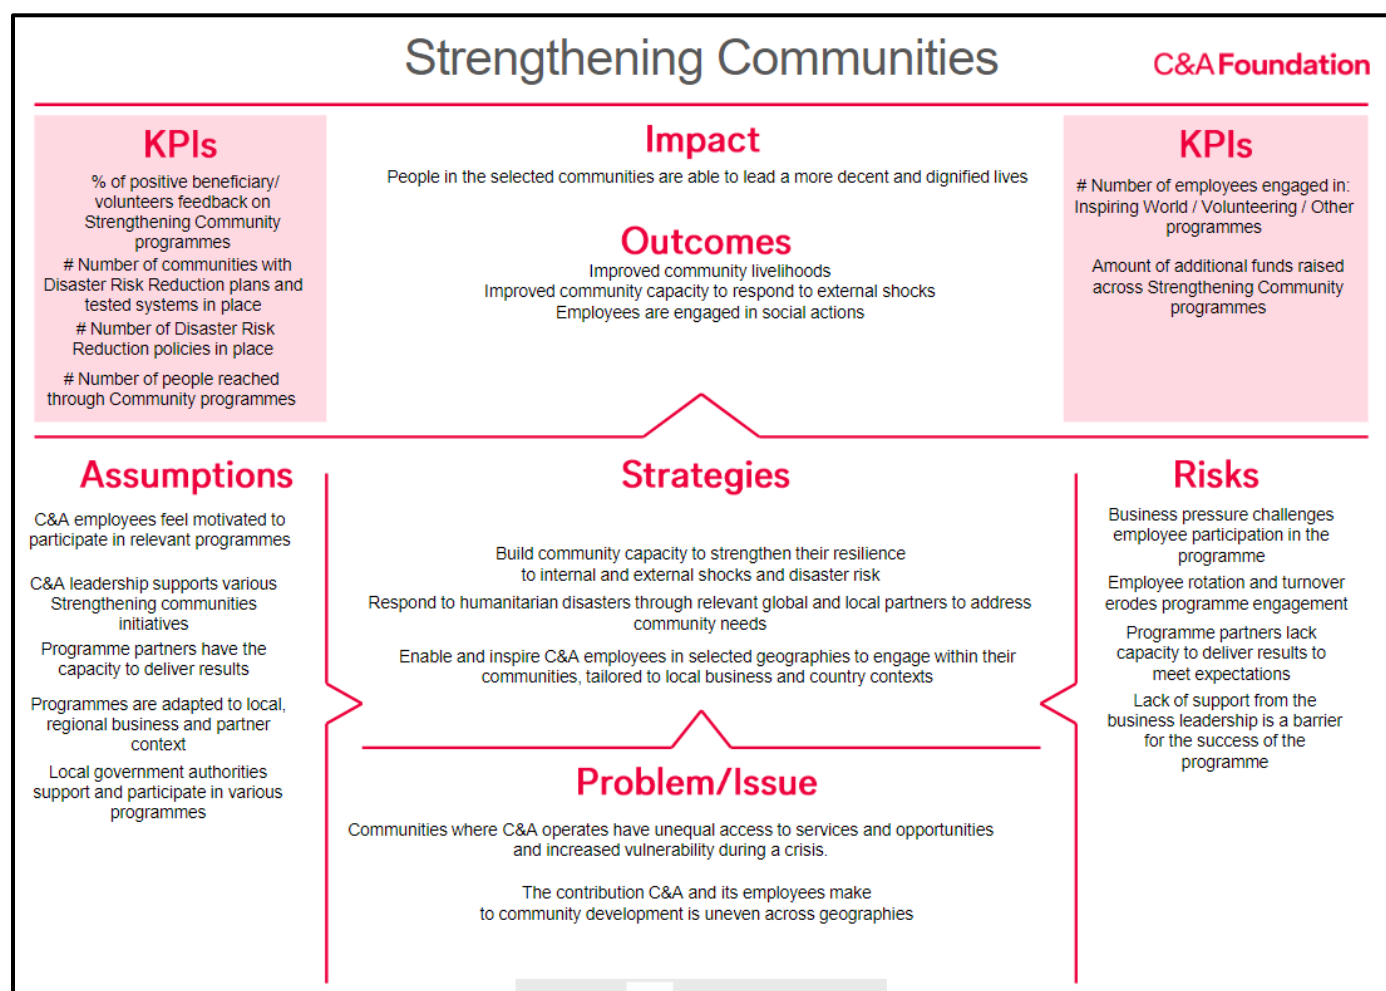 Strengthening Communities
C&A Foundation
KPIs
% of positive beneficiary/
volunteers feedback on
Strengthening Community
programmes
# Number of communities with
Disaster Risk Reduction plans and
tested systems in place
# Number of Disaster Risk
Reduction policies in place
# Number of people reached
through Community programmes
Impact
People in the selected communities are able to lead a more decent and dignified lives
Outcomes
Improved community livelihoods
Improved community capacity to respond to external shocks
Employees are engaged in social actions
KPIs
# Number of employees engaged in:
Inspiring World / Volunteering / Other
programmes
Amount of additional funds raised
across Strengthening Community
programmes
Assumptions
C&A employees feel motivated to
participate in relevant programmes
C&A leadership supports various
Strengthening communities
initiatives
Programme partners have the
capacity to deliver results
Programmes are adapted to local,
regional business and partner
context
Local government authorities
support and participate in various
programmes
Strategies
Build community capacity to strengthen their resilience
to internal and external shocks and disaster risk
Respond to humanitarian disasters through relevant global and local partners to address
community needs
Enable and inspire C&A employees in selected geographies to engage within their
communities, tailored to local business and country contexts
Risks
Business pressure challenges
employee participation in the
programme
Employee rotation and turnover
erodes programme engagement
Programme partners lack
capacity to deliver results to
meet expectations
Lack of support from the
business leadership is a barrier
for the success of the
programme
Problem/Issue
Communities where C&A operates have unequal access to services and opportunities
and increased vulnerability during a crisis.
The contribution C&A and its employees make
to community development is uneven across geographies